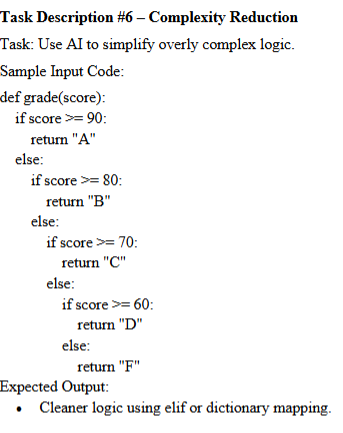 Task Description #6 – Complexity Reduction
Task: Use AI to simplify overly complex logic.
Sample Input Code:
def grade(score):
    if score >= 90:
        return "A"
    else:
        if score >= 80:
            return "B"
        else:
            if score >= 70:
                return "C"
            else:
                if score >= 60:
                    return "D"
                else:
                    return "F"
Expected Output:
• Cleaner logic using elif or dictionary mapping.